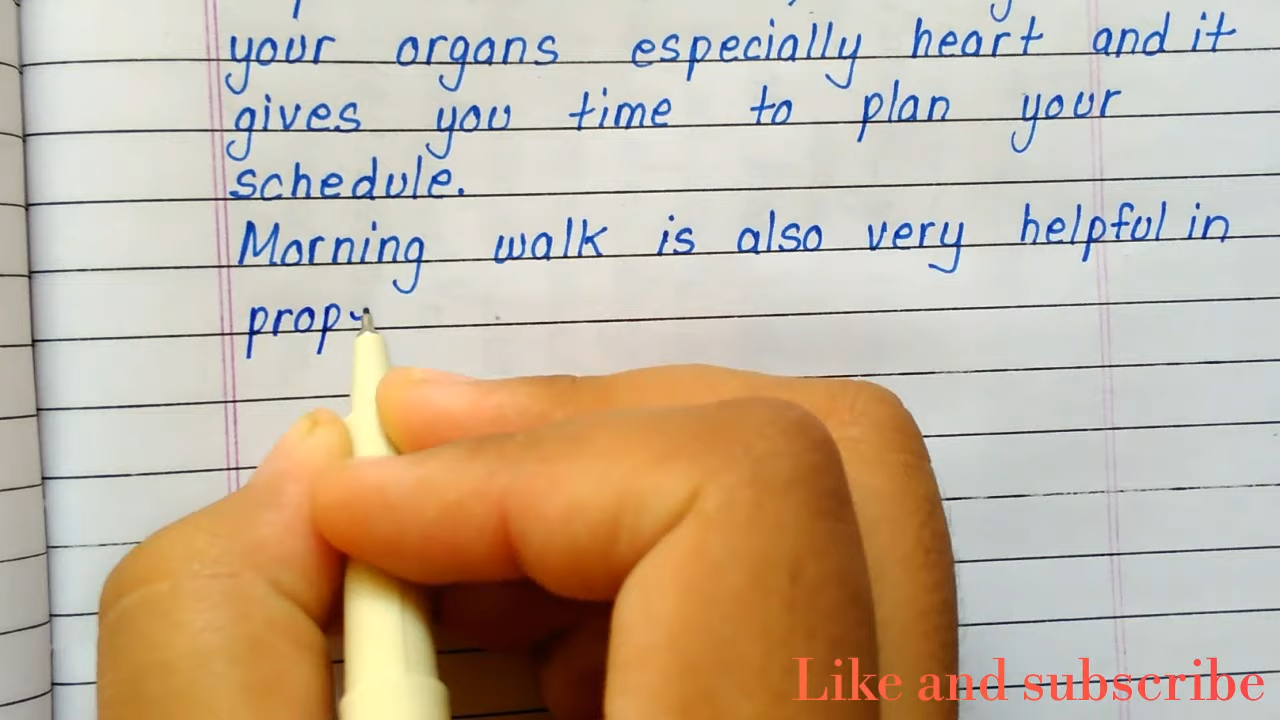 your organs especially heart and it
gives you time to plan your
schedule.
Morning walk is also very helpful in
prop
Like and subscribe